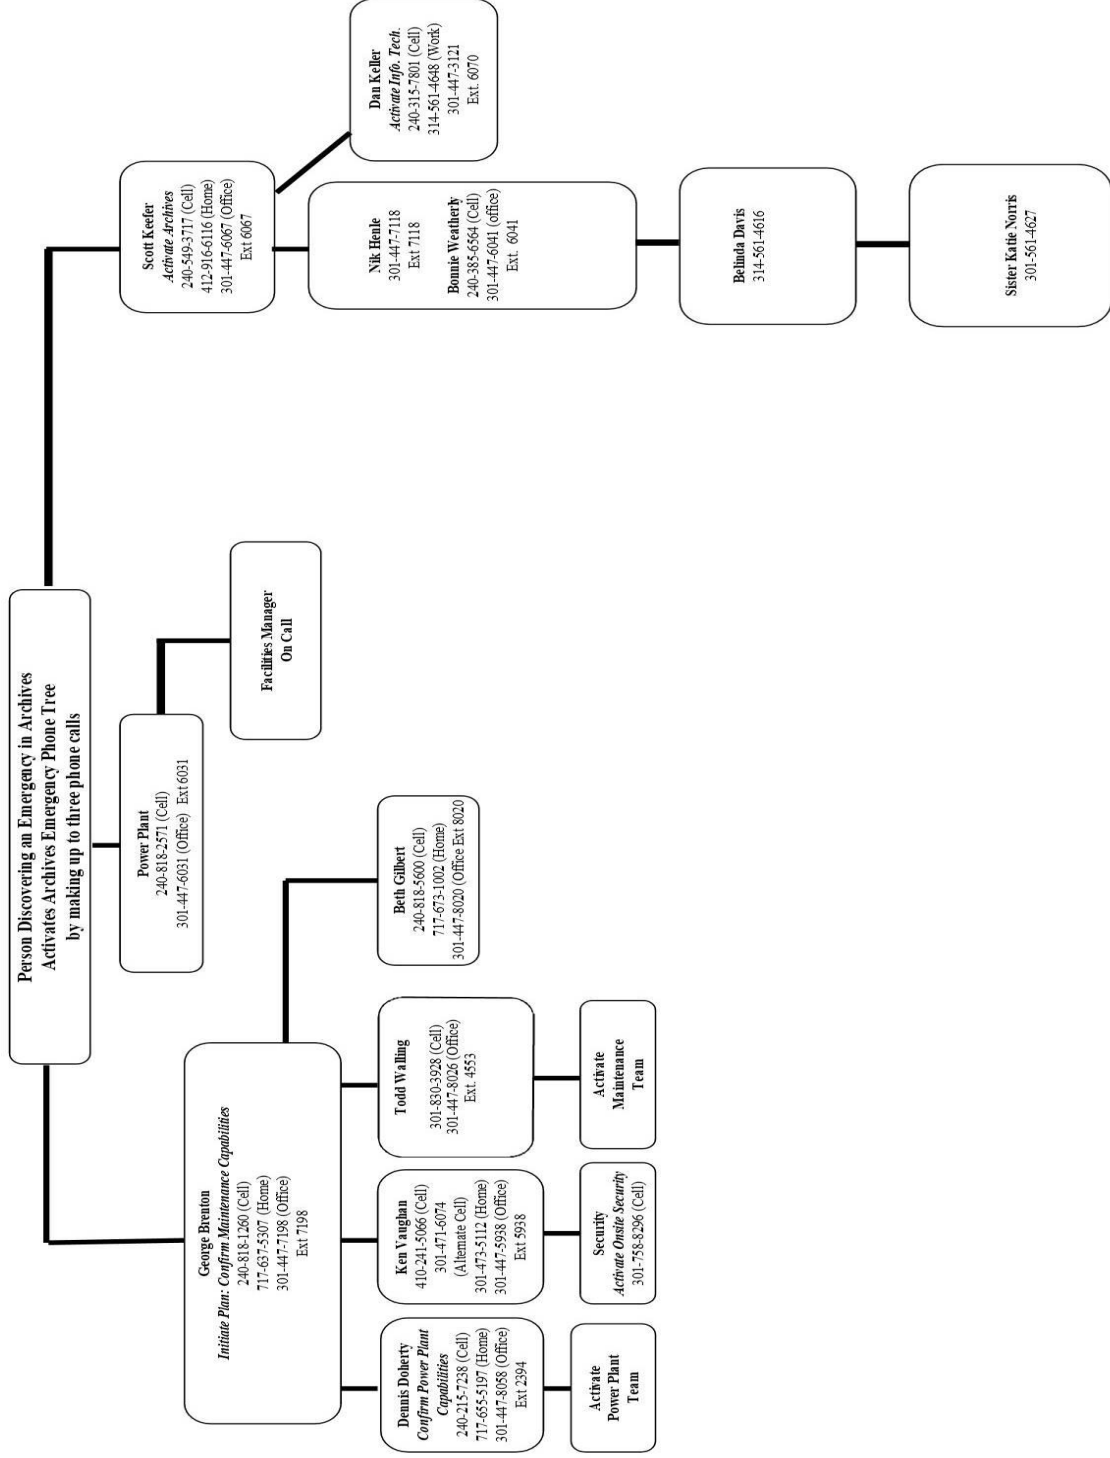 Person Discovering an Emergency in Archives
Activates Archives Emergency Phone Tree
by making up to three phone calls
George Brenton
Initiate Plan: Confirm Maintenance Capabilities
240-818-1260 (Cell)
717-637-5307 (Home)
301-447-7198 (Office)
Ext 7198
Power Plant
240-818-2571 (Cell)
301-447-6031 (Office) Ext 6031
Scott Keefer
Activate Archives
240-549-3717 (Cell)
412-916-6116 (Home)
301-447-6067 (Office)
Ext 6067
Facilities Manager
On Call
Dennis Doherty
Confirm Power Plant
Capabilities
240-215-7238 (Cell)
717-655-5197 (Home)
301-447-8058 (Office)
Ext 2394
Ken Vaughan
410-241-5066 (Cell)
301-471-6074
(Alternate Cell)
301-473-5112 (Home)
301-447-5938 (Office)
Ext 5938
Todd Walling
301-830-3928 (Cell)
301-447-8026 (Office)
Ext. 4553
Beth Gilbert
240-818-5600 (Cell)
717-673-1002 (Home)
301-447-8020 (Office Ext 8020
Nik Henle
301-447-7118
Ext 7118
Bonnie Weatherly
240-385-6564 (Cell)
301-447-6041 (office)
Ext. 6041
Dan Keller
Activate Info. Tech.
240-315-7801 (Cell)
314-561-4648 (Work)
301-447-3121
Ext. 6070
Activate
Power Plant
Team
Security
Activate Onsite Security
301-758-8296 (Cell)
Activate
Maintenance
Team
Belinda Davis
314-561-4616
Sister Katie Norris
301-561-4627